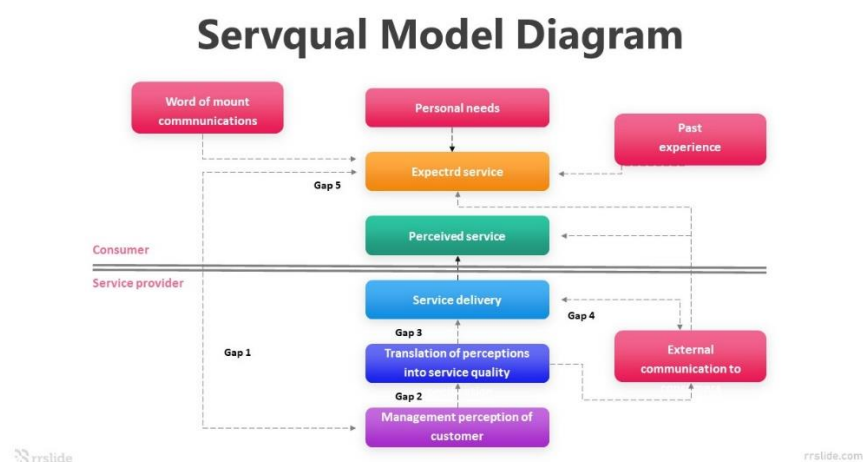 Servqual Model Diagram
Word of mount
commnunications
Personal needs
Past
experience
Expectrd service
Gap 5
Perceived service
Consumer
Service provider
Service delivery
Gap 4
Gap 3
Translation of perceptions
into service quality
External
communication to
Gap 1
Gap 2
Management perception of
customer
rrslide
rrslide.com